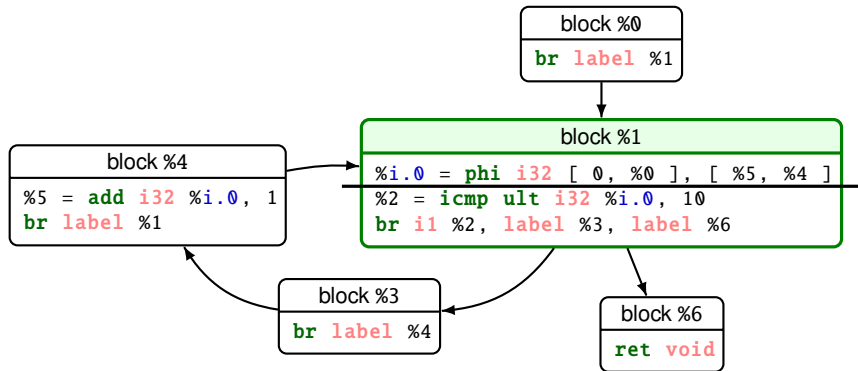 block %0
br label %1
block %1
%i.0 = phi i32 [ 0, %0 ], [ %5, %4 ]
%2 = icmp ult i32 %i.0, 10
br i1 %2, label %3, label %6
block %4
%5 = add i32 %i.0, 1
br label %1
block %3
br label %4
block %6
ret void